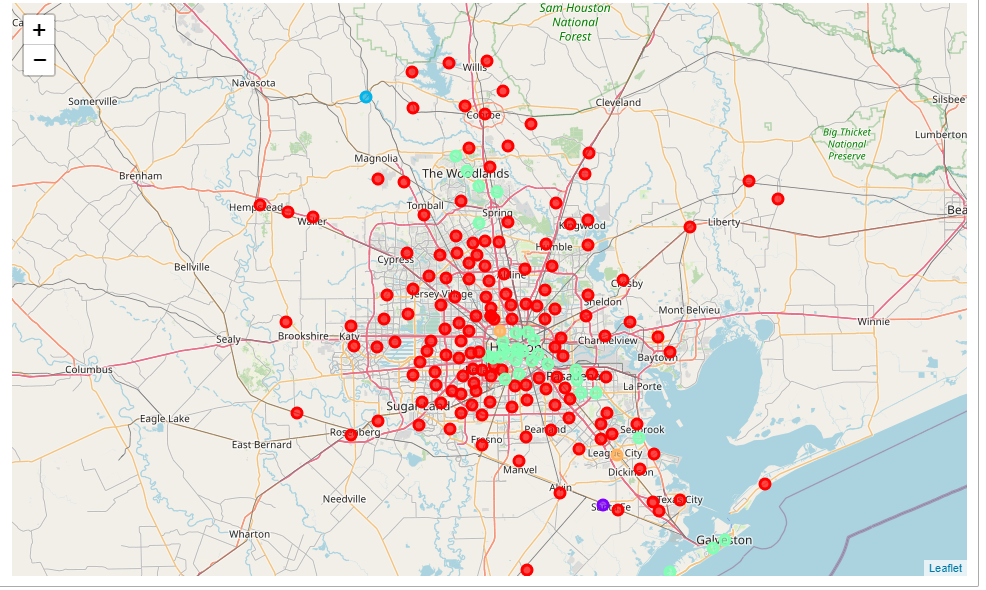 Sam Houston
National
Forest
+
−
Willis
Navasota
Somerville
Cleveland
Silsbee
Conroe
Big Thicket
National
Preserve
Lumberton
Magnolia
The Woodlands
Brenham
Tomball
Spring
Hempstead
Waller
Kingwood
Liberty
Bea
Humble
Cypress
Bellville
Aldine
Crosby
Jersey Village
Sheldon
Mont Belvieu
Winnie
Brookshire
Katy
Sealy
Channelview
Baytown
Columbus
Pasadena
La Porte
Sugar Land
Eagle Lake
Rosenberg
East Bernard
Fresno
Pearland
Seabrook
League City
Manvel
Dickinson
Alvin
Needville
Santa Fe
Texas City
Wharton
Galveston
Leaflet